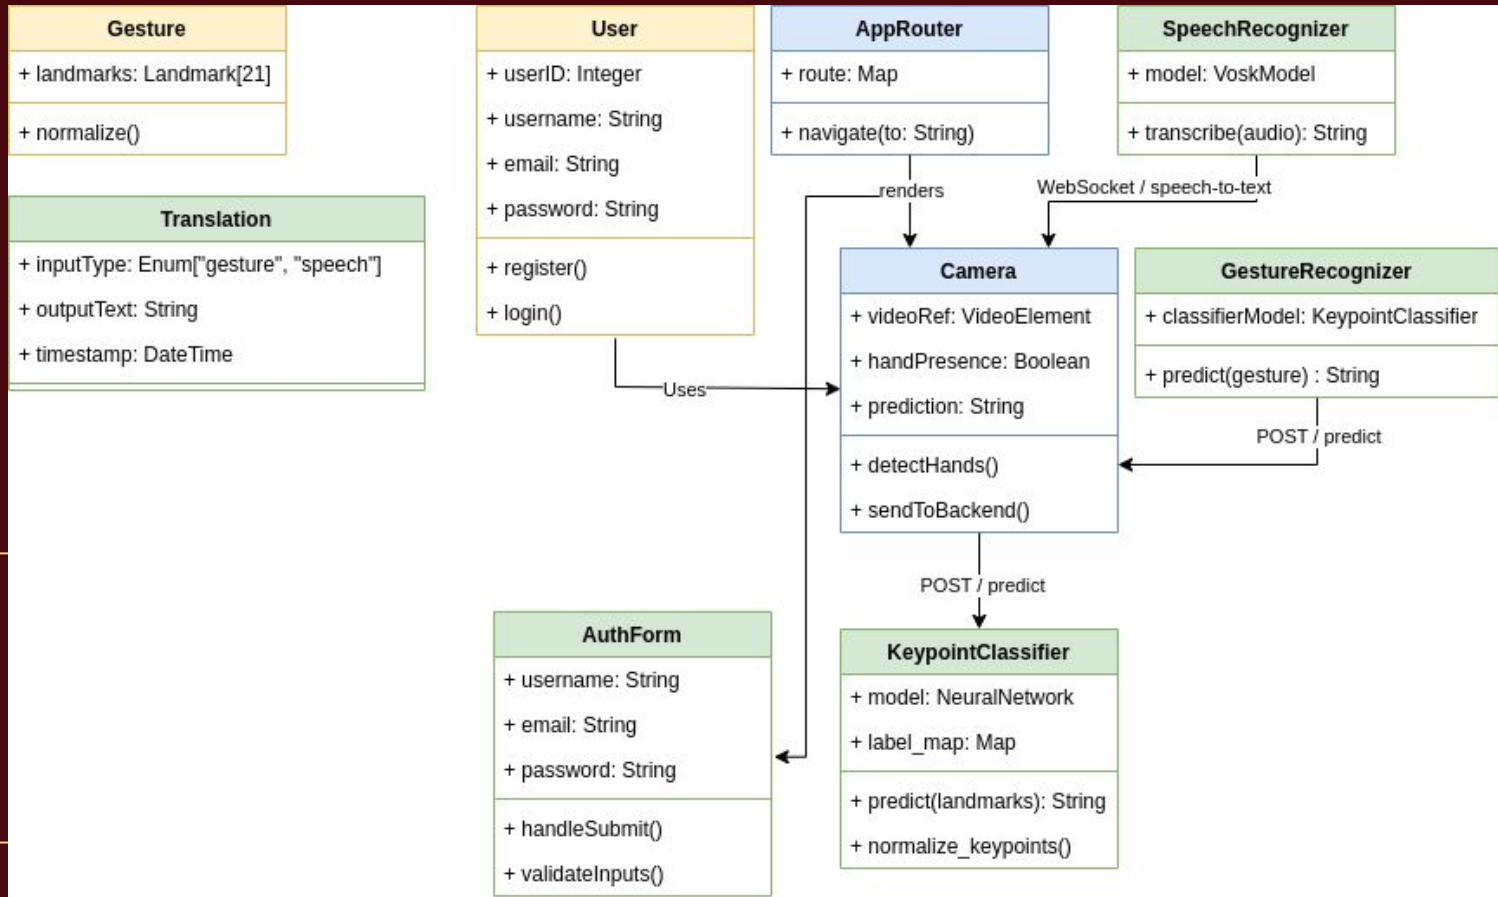 Gesture
+ landmarks: Landmark[21]
+ normalize()
Translation
+ inputType: Enum["gesture", "speech"]
+ outputText: String
+ timestamp: DateTime
User
+ userID: Integer
+ username: String
+ email: String
+ password: String
+ register()
+ login()
Uses
AppRouter
+ route: Map
+ navigate(to: String)
renders
SpeechRecognizer
+ model: VoskModel
+ transcribe(audio): String
WebSocket / speech-to-text
Camera
+ videoRef: VideoElement
+ handPresence: Boolean
+ prediction: String
+ detectHands()
+ sendToBackend()
GestureRecognizer
+ classifierModel: KeypointClassifier
+ predict(gesture) : String
POST / predict
POST / predict
AuthForm
+ username: String
+ email: String
+ password: String
+ handleSubmit()
+ validateInputs()
KeypointClassifier
+ model: NeuralNetwork
+ label_map: Map
+ predict(landmarks): String
+ normalize_keypoints()